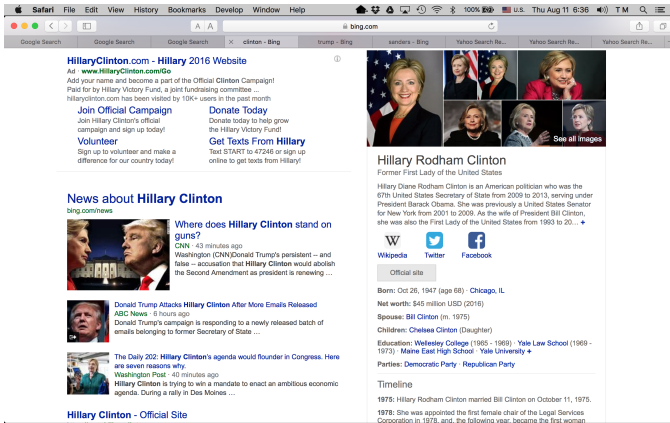 Safari File Edit View History Bookmarks Develop Window Help 100% U.S. Thu Aug 11 6:36 T M
A A bing.com
Google Search Google Search Google Search clinton - Bing trump - Bing sanders - Bing Yahoo Search Re... Yahoo Search Re... Yahoo Search Re...
HillaryClinton.com - Hillary 2016 Website
Ad · www.HillaryClinton.com/Go
Add your name and become a part of the Official Clinton Campaign!
Paid for by Hillary Victory Fund, a joint fundraising committee ...
hillaryclinton.com has been visited by 10K+ users in the past month
Join Official Campaign
Join Hillary Clinton's official
campaign and sign up today!
Donate Today
Donate today to help grow
the Hillary Victory Fund!
Volunteer
Sign up to volunteer and make a
difference for our country today!
Get Texts From Hillary
Text START to 47246 or sign up
online to get texts from Hillary!
News about Hillary Clinton
bing.com/news
Where does Hillary Clinton stand on
guns?
CNN · 43 minutes ago
Washington (CNN)Donald Trump's persistent -- and
false -- accusation that Hillary Clinton would abolish
the Second Amendment as president is renewing ...
Donald Trump Attacks Hillary Clinton After More Emails Released
ABC News · 6 hours ago
Donald Trump's campaign is responding to a newly released batch of
emails belonging to former Secretary of State ...
The Daily 202: Hillary Clinton's agenda would flounder in Congress. Here
are seven reasons why.
Washington Post · 40 minutes ago
Hillary Clinton is trying to win a mandate to enact an ambitious economic
agenda. During a rally in Des Moines ...
Hillary Clinton - Official Site
See all images
Hillary Rodham Clinton
Former First Lady of the United States
Hillary Diane Rodham Clinton is an American politician who was the
67th United States Secretary of State from 2009 to 2013, serving under
President Barack Obama. She was previously a United States Senator
for New York from 2001 to 2009. As the wife of President Bill Clinton,
she was also the First Lady of the United States from 1993 to 20... +
W
Wikipedia Twitter Facebook
Official site
Born: Oct 26, 1947 (age 68) · Chicago, IL
Net worth: $45 million USD (2016)
Spouse: Bill Clinton (m. 1975)
Children: Chelsea Clinton (Daughter)
Education: Wellesley College (1965 - 1969) · Yale Law School (1969 -
1973) · Maine East High School · Yale University +
Parties: Democratic Party · Republican Party
Timeline
1975: Hillary Clinton married Bill Clinton on October 11, 1975.
1978: She was appointed the first female chair of the Legal Services
Corporation in 1978, and, the following year, became the first woman